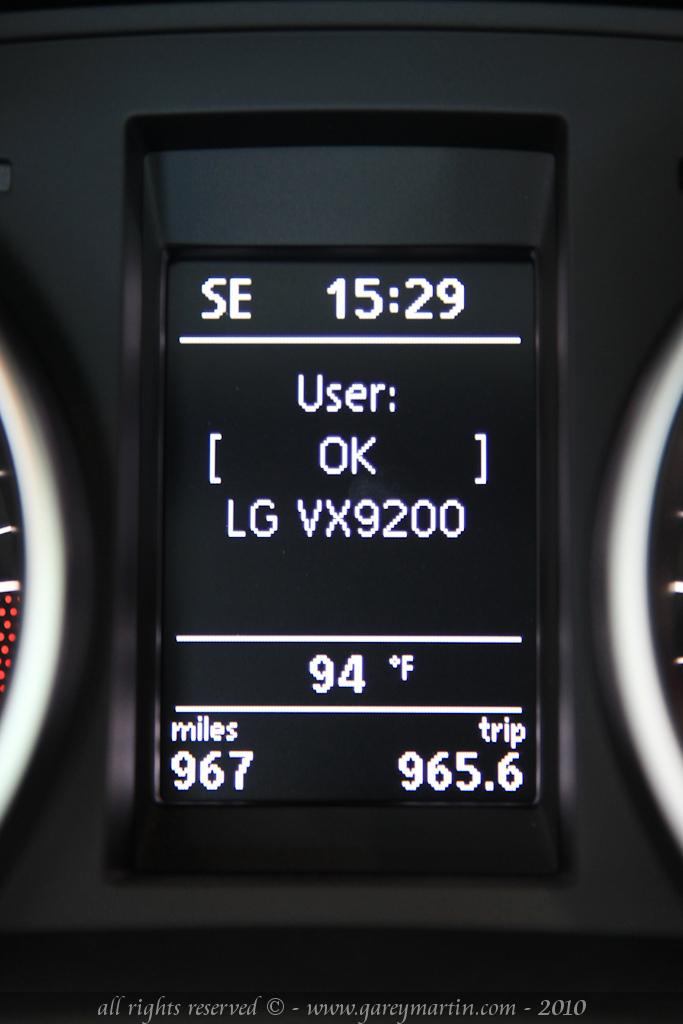 SE 15:29
User:
[ OK ]
LG VX9200
94 °F
miles trip
967 965.6
all rights reserved © - www.gareymartin.com - 2010